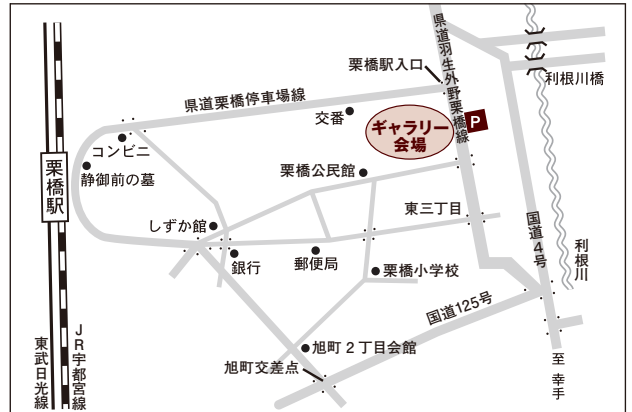 県道羽生外野栗橋線
栗橋駅入口
利根川橋
県道栗橋停車場線
交番
P
ギャラリー
会場
コンビニ
栗橋駅
静御前の墓
栗橋公民館
しずか館
東三丁目
国道4号
利根川
銀行
郵便局
栗橋小学校
国道125号
旭町2丁目会館
旭町交差点
東武日光線
JR宇都宮線
至 幸手